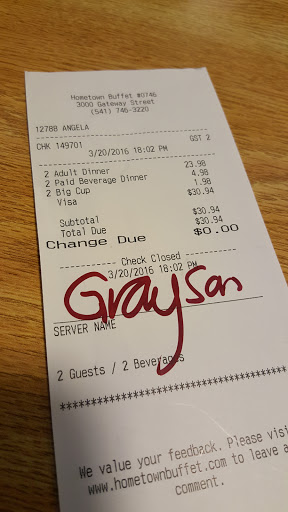 Hometown Buffet #0746
3000 Gateway Street
(541) 746-3220
12788 ANGELA
CHK 149701 GST 2
3/20/2016 18:02 PM
2 Adult Dinner 23.98
2 Paid Beverage Dinner 4.98
2 Big Cup 1.98
Visa $30.94
Subtotal $30.94
Total Due $30.94
Change Due $0.00
------------ Check Closed ------------
3/20/2016 18:02 PM
Grayson
SERVER NAME
2 Guests / 2 Beverages
****************************************
We value your feedback. Please visi
www.hometownbuffet.com to leave a
comment.